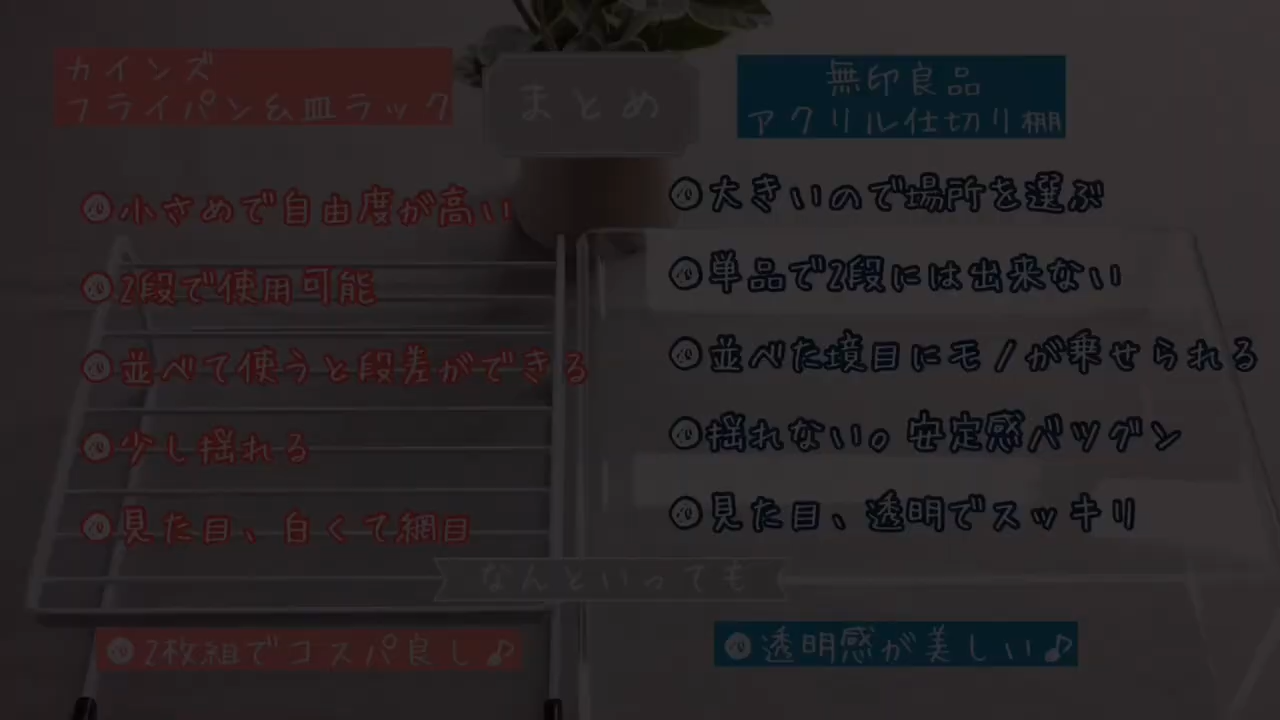 まとめ
カインズ
フライパン&皿ラック
◉小さめで自由度が高い
◉2段で使用可能
◉並べて使うと段差ができる
◉少し揺れる
◉見た目、白くて網目
無印良品
アクリル仕切り棚
◉大きいので場所を選ぶ
◉単品で2段には出来ない
◉並べた境目にモノが乗せられる
◉揺れない。安定感バツグン
◉見た目、透明でスッキリ
なんといっても
◉2枚組でコスパ良し♪
◉透明感が美しい♪